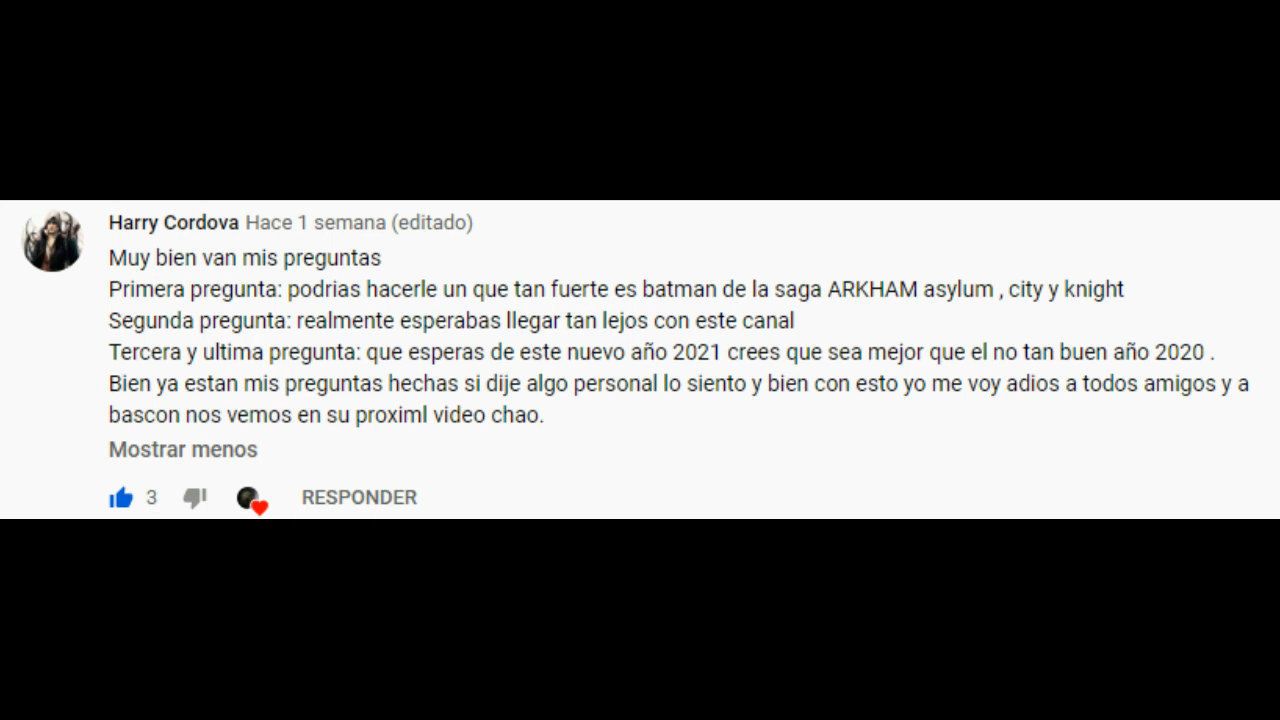 Harry Cordova Hace 1 semana (editado)
Muy bien van mis preguntas
Primera pregunta: podrias hacerle un que tan fuerte es batman de la saga ARKHAM asylum , city y knight
Segunda pregunta: realmente esperabas llegar tan lejos con este canal
Tercera y ultima pregunta: que esperas de este nuevo año 2021 crees que sea mejor que el no tan buen año 2020 .
Bien ya estan mis preguntas hechas si dije algo personal lo siento y bien con esto yo me voy adios a todos amigos y a
bascon nos vemos en su proximl video chao.
Mostrar menos
3 RESPONDER